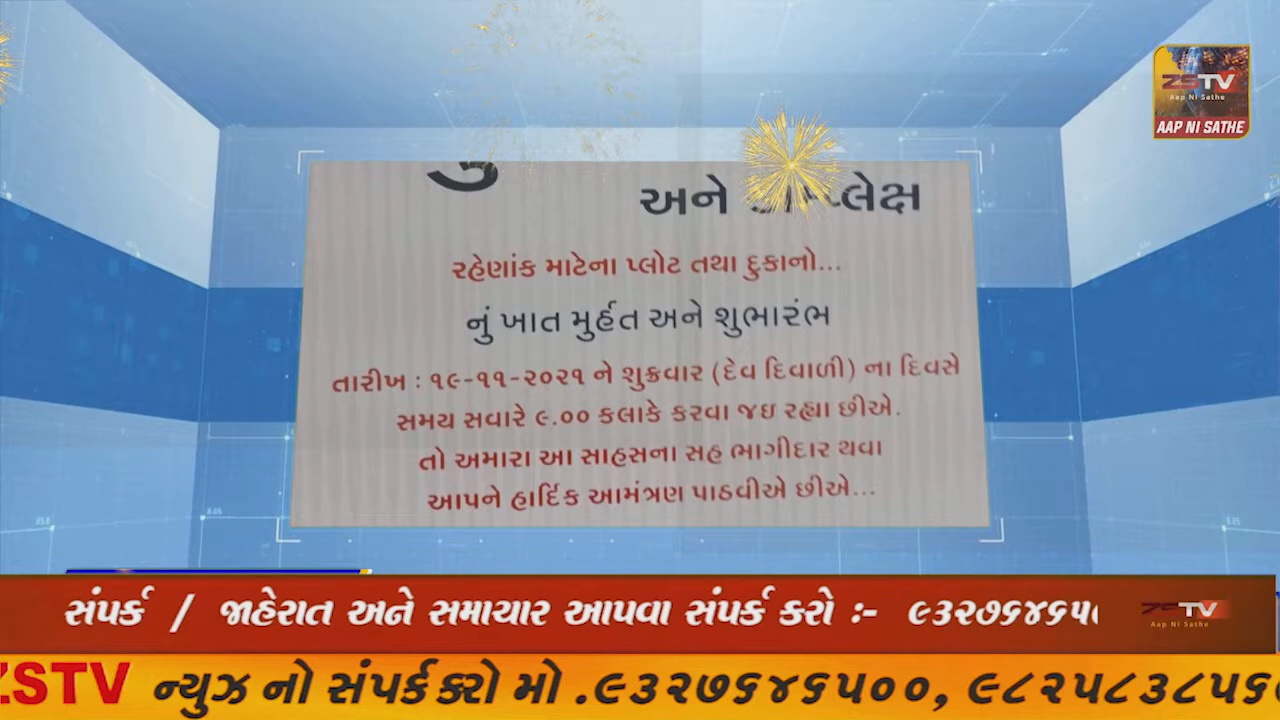 ZSTV
Aap Ni Sathe
AAP NI SATHE
અને
રહેણાંક માટેના પ્લોટ તથા દુકાનો...
નું ખાત મુર્હત અને શુભારંભ
તારીખ : ૧૯-૧૧-૨૦૨૧ ને શુક્રવાર (દેવ દિવાળી) ના દિવસે
સમય સવારે ૯.૦૦ કલાકે કરવા જઇ રહ્યા છીએ.
તો અમારા આ સાહસના સહ ભાગીદાર થવા
આપને હાર્દિક આમંત્રણ પાઠવીએ છીએ...
સંપર્ક / જાહેરાત અને સમાચાર આપવા સંપર્ક કરો :- ૯૩૨૭૬૪૬૫
ZSTV
Aap Ni Sathe
ZSTV ન્યુઝ નો સંપર્ક કરો મો .૯૩૨૭૬૪૬૫૦૦, ૯૮૨૫૮૩૮૫૬